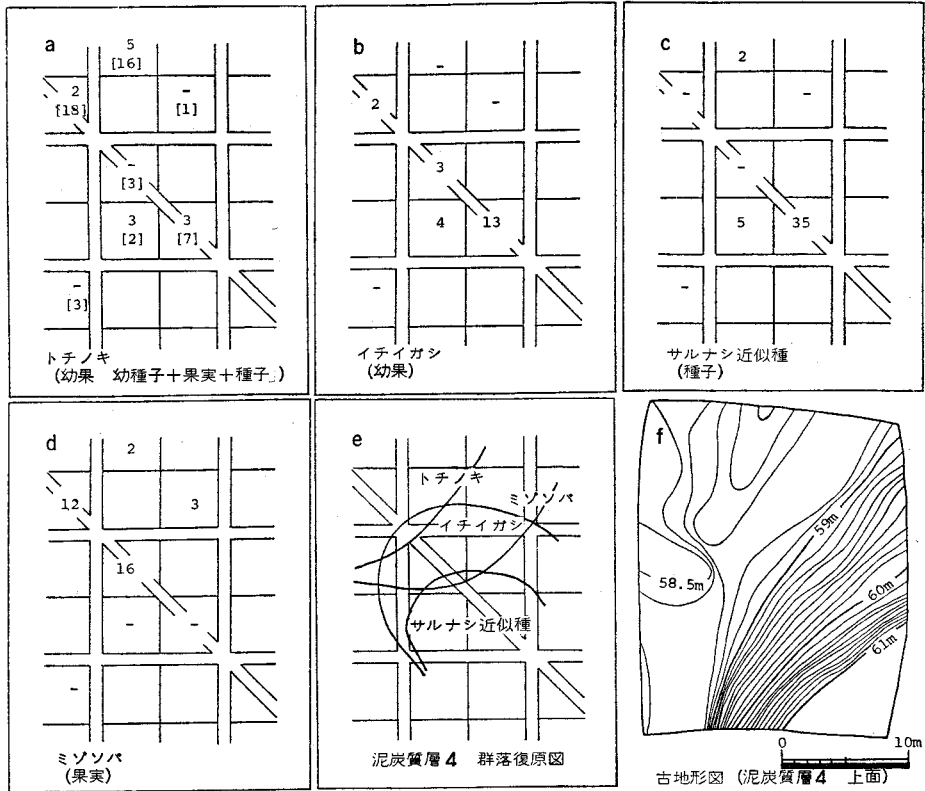 a
5
[16]
2
[18]
-
[1]
-
[3]
3
[2]
3
[7]
-
[3]
トチノキ
(幼果 幼種子+果実+種子)
b
-
2
-
3
4
13
-
イチイガシ
(幼果)
c
2
-
-
-
5
35
-
サルナシ近似種
(種子)
d
2
12
3
16
-
-
-
ミゾソバ
(果実)
e
トチノキ
ミゾソバ
イチイガシ
サルナシ近似種
泥炭質層4 群落復原図
f
59m
58.5m
60m
61m
0 10m
古地形図(泥炭質層4 上面)